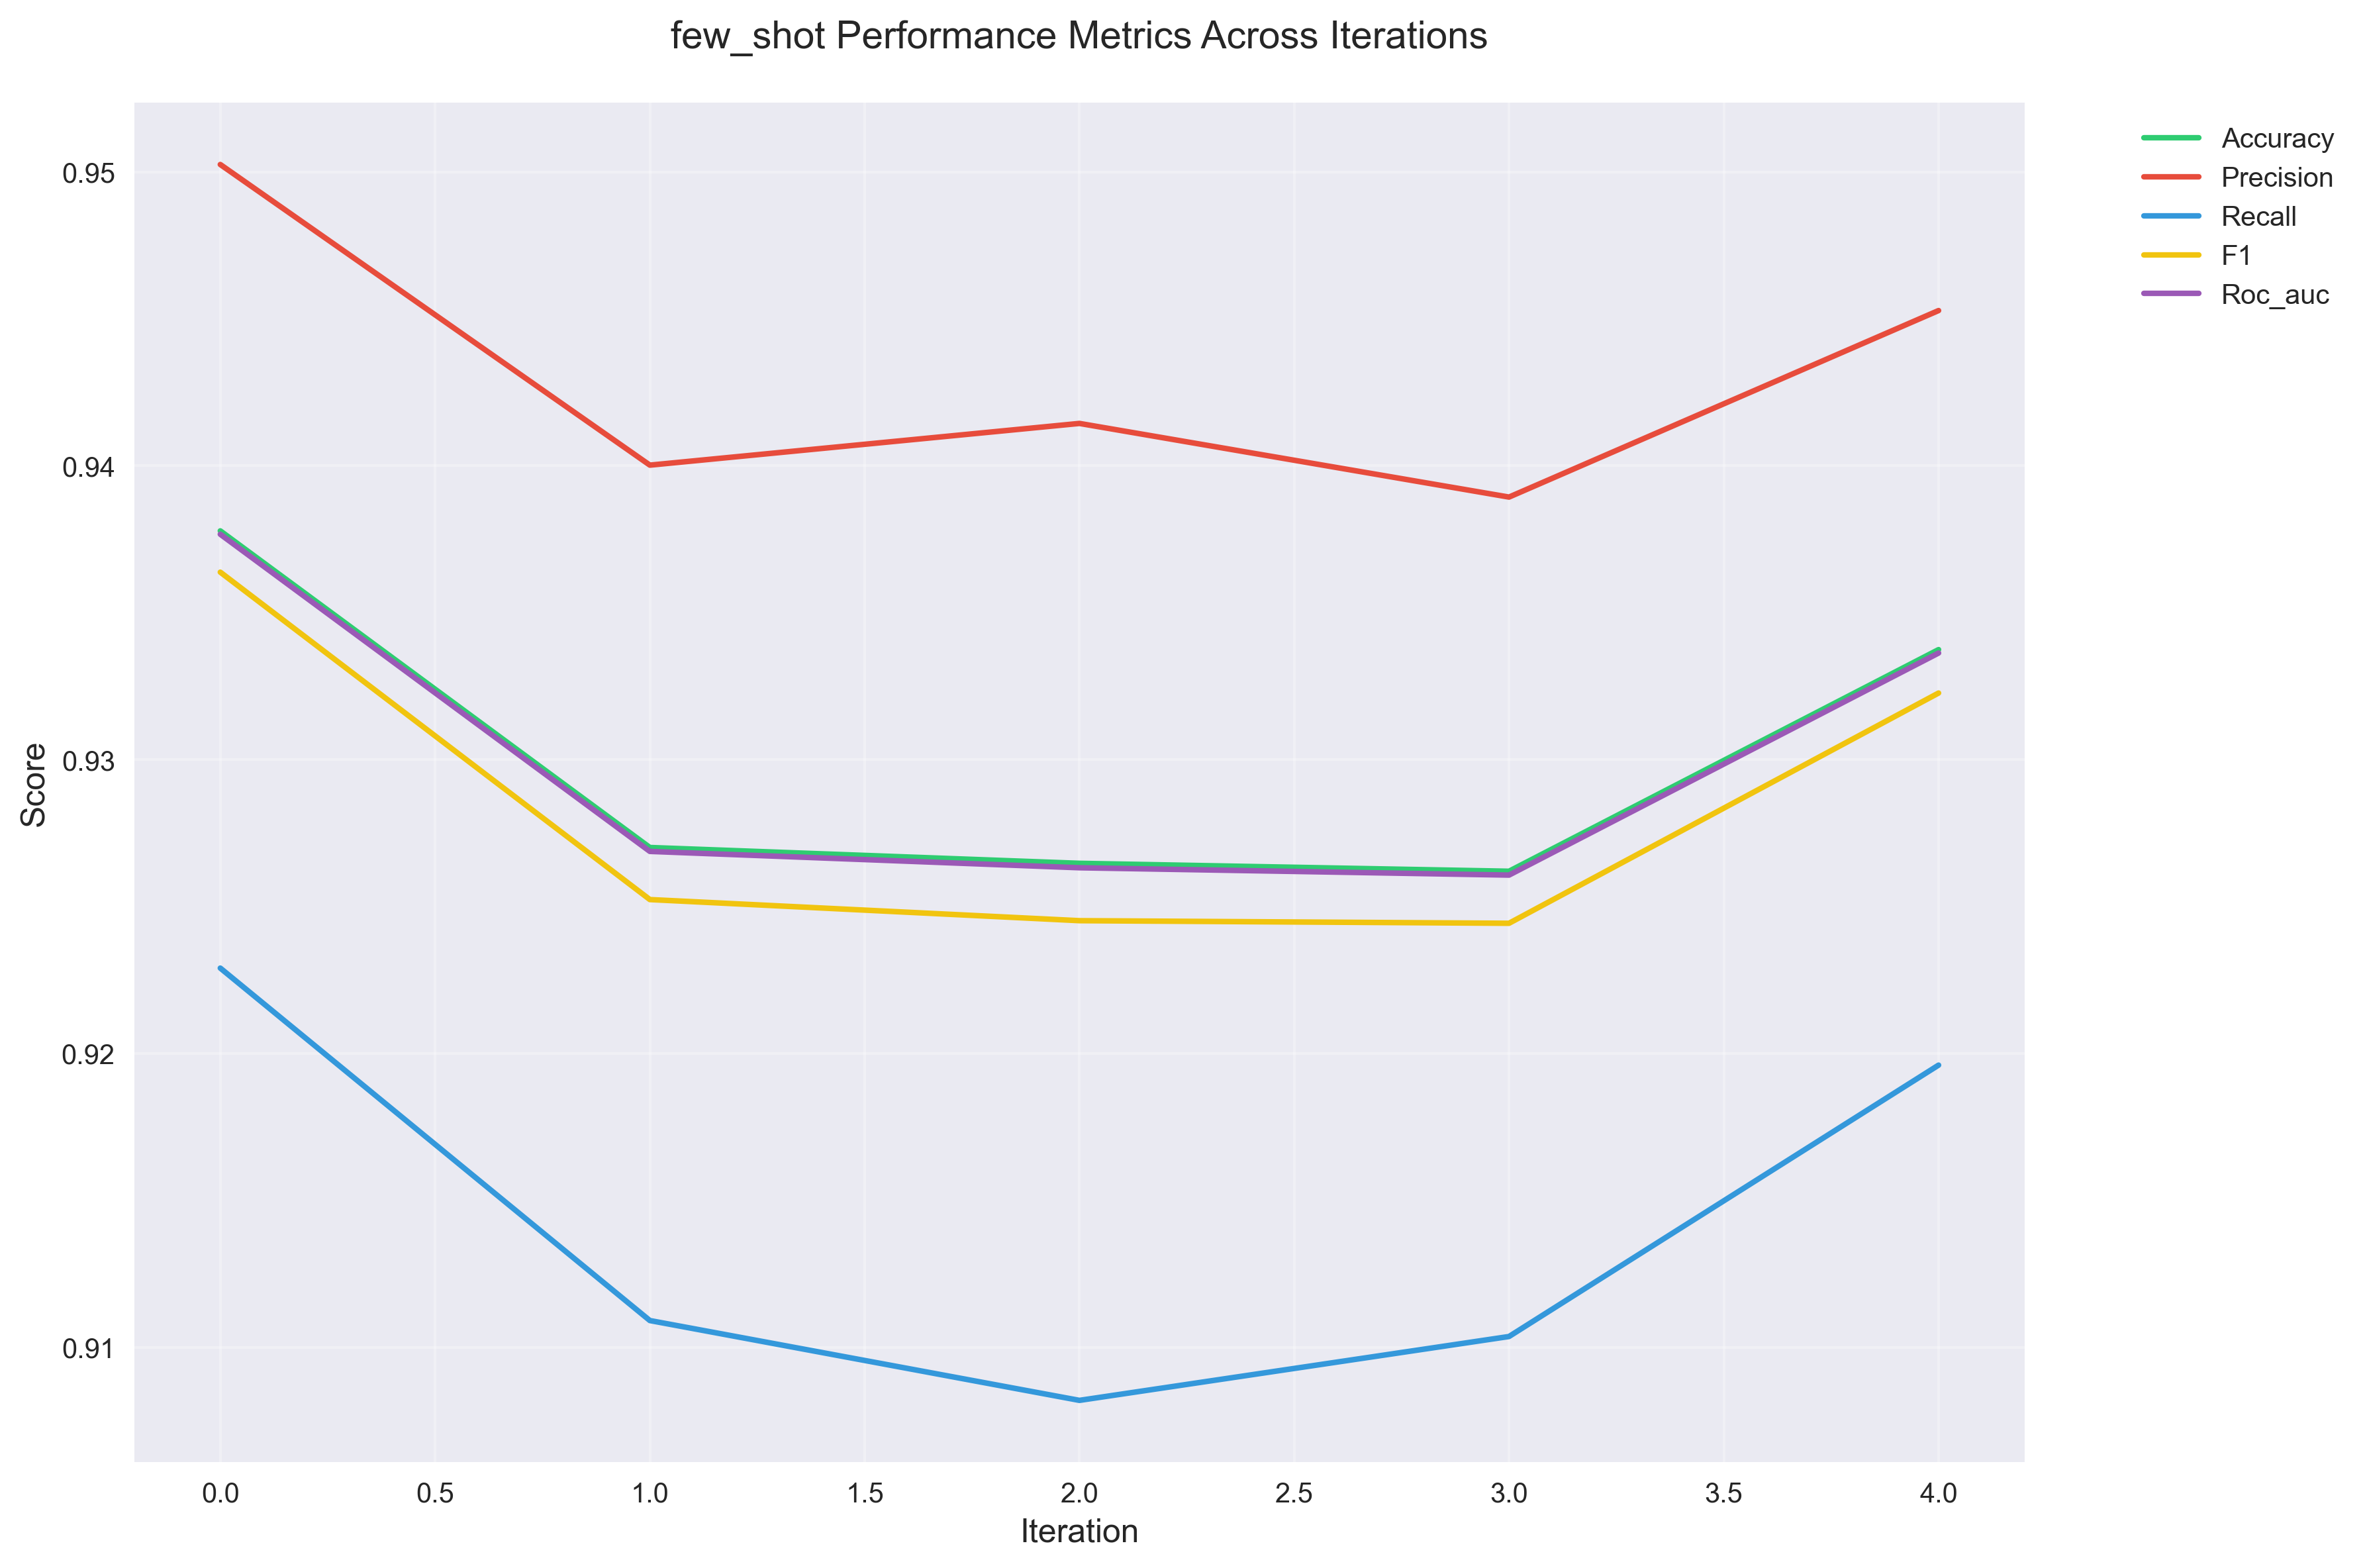 few_shot Performance Metrics Across Iterations
Accuracy
Precision
Recall
F1
Roc_auc
0.95
0.94
0.93
0.92
0.91
Score
0.0 0.5 1.0 1.5 2.0 2.5 3.0 3.5 4.0
Iteration